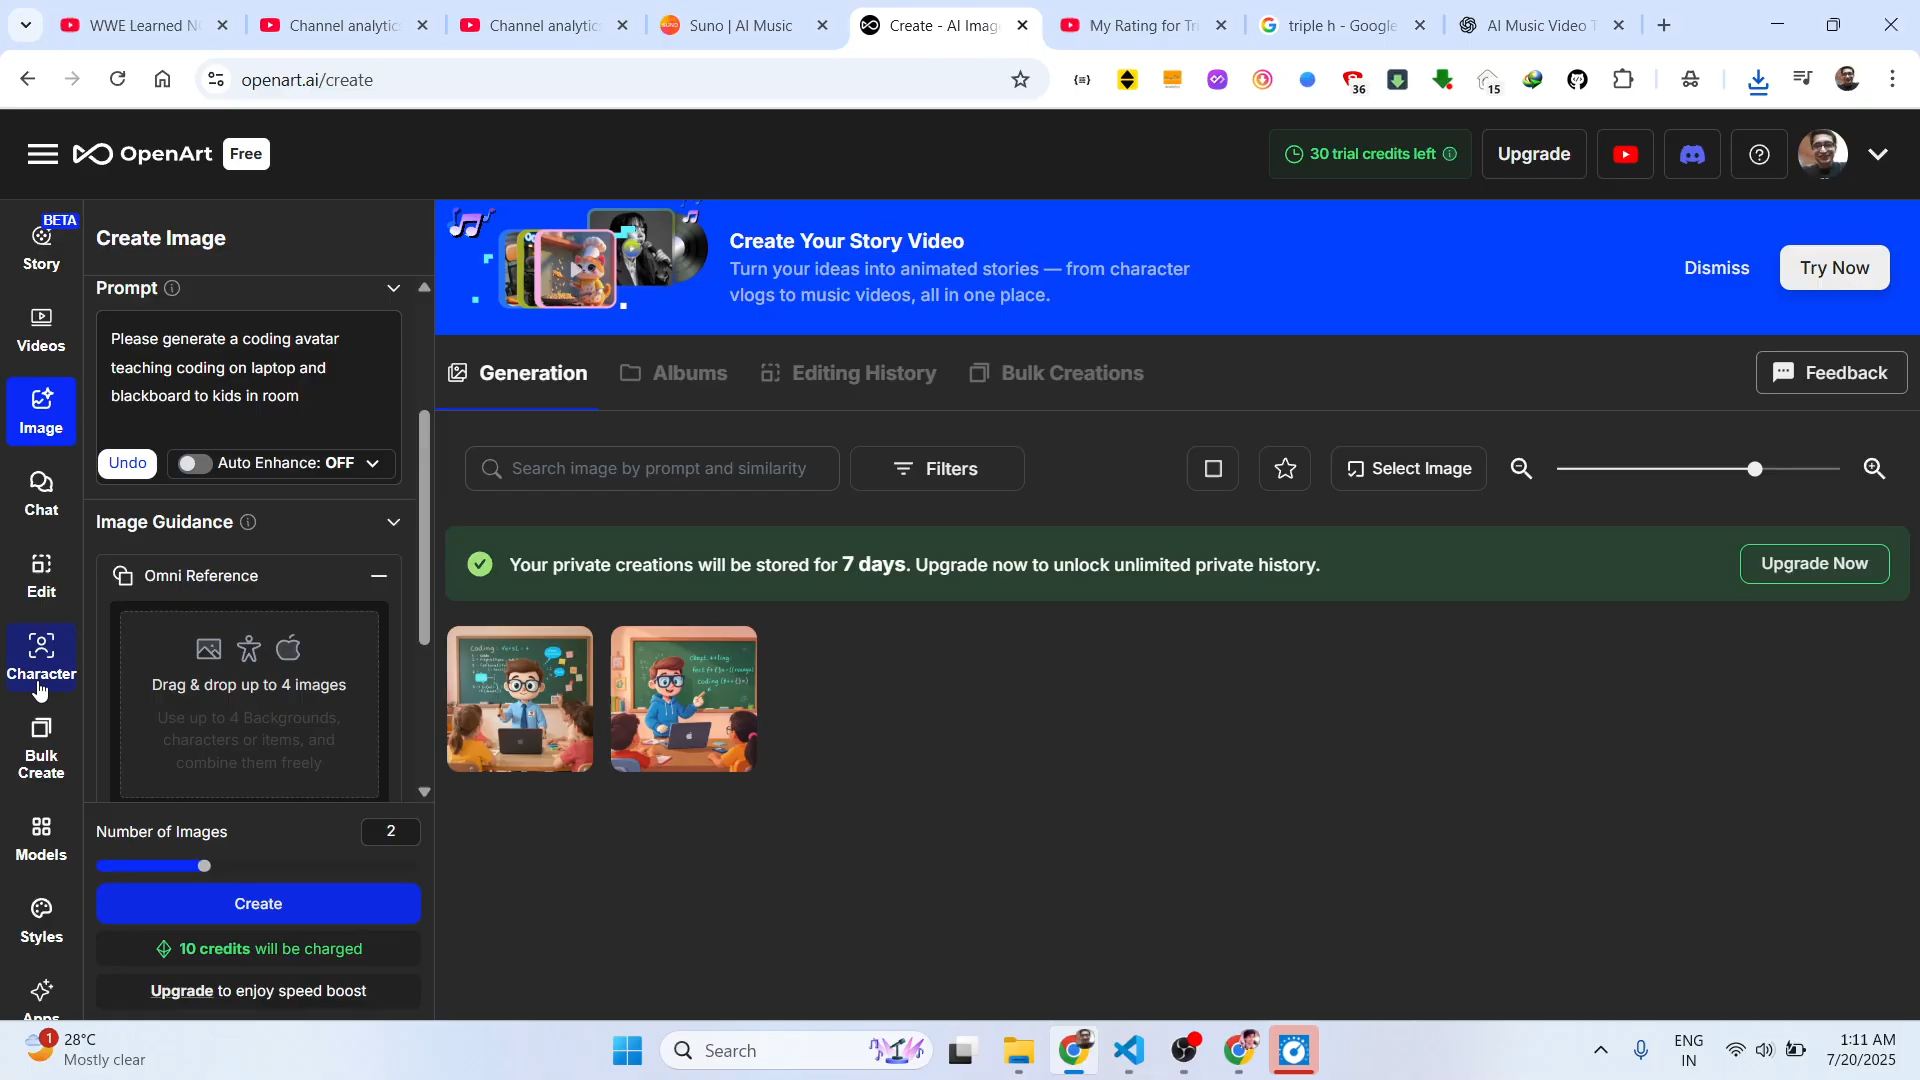 WWE Learned N
Channel analytic
Channel analytic
Suno | AI Music
Create - AI Imag
My Rating for Tri
triple h - Google
AI Music Video T
openart.ai/create
36
15
OpenArt
Free
30 trial credits left
Upgrade
BETA
Story
Videos
Image
Chat
Edit
Character
Bulk
Create
Models
Styles
Apps
Create Image
Prompt
Please generate a coding avatar
teaching coding on laptop and
blackboard to kids in room
Undo
Auto Enhance: OFF
Image Guidance
Omni Reference
Drag & drop up to 4 images
Use up to 4 Backgrounds,
characters or items, and
combine them freely
Number of Images
2
Create
10 credits will be charged
Upgrade to enjoy speed boost
Create Your Story Video
Turn your ideas into animated stories — from character
vlogs to music videos, all in one place.
Dismiss
Try Now
Generation
Albums
Editing History
Bulk Creations
Feedback
Search image by prompt and similarity
Filters
Select Image
Your private creations will be stored for 7 days. Upgrade now to unlock unlimited private history.
Upgrade Now
1
28°C
Mostly clear
Search
ENG
IN
1:11 AM
7/20/2025